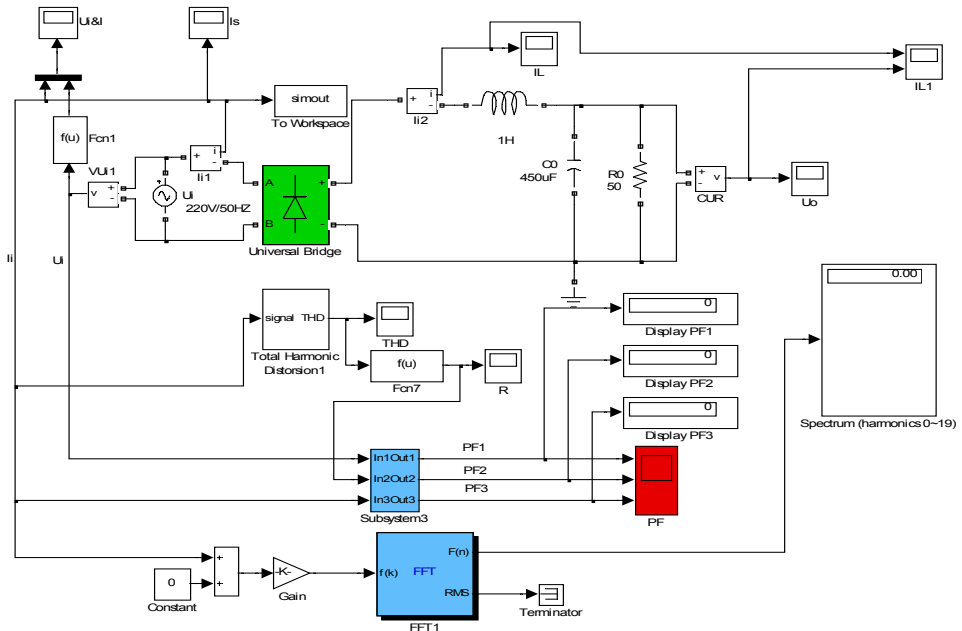 Ui&I
Is
IL
IL1
simout
To Workspace
i
+
-
Ii2
f(u)
Fcn1
1H
VUi1
v
+
-
i
+
-
Ii1
Ui
220V/50HZ
A
B
+
-
Universal Bridge
C0
450uF
R0
50
+
-
v
CUR
Uo
Ii
Ui
0.00
Spectrum (harmonics 0~19)
signal THD
Total Harmonic
Distorsion1
THD
f(u)
Fcn7
R
0
Display PF1
0
Display PF2
0
Display PF3
In1Out1
In2Out2
In3Out3
Subsystem3
PF1
PF2
PF3
PF
+
+
0
Constant
-K-
Gain
f(k)
FFT
F(n)
RMS
FFT1
Terminator